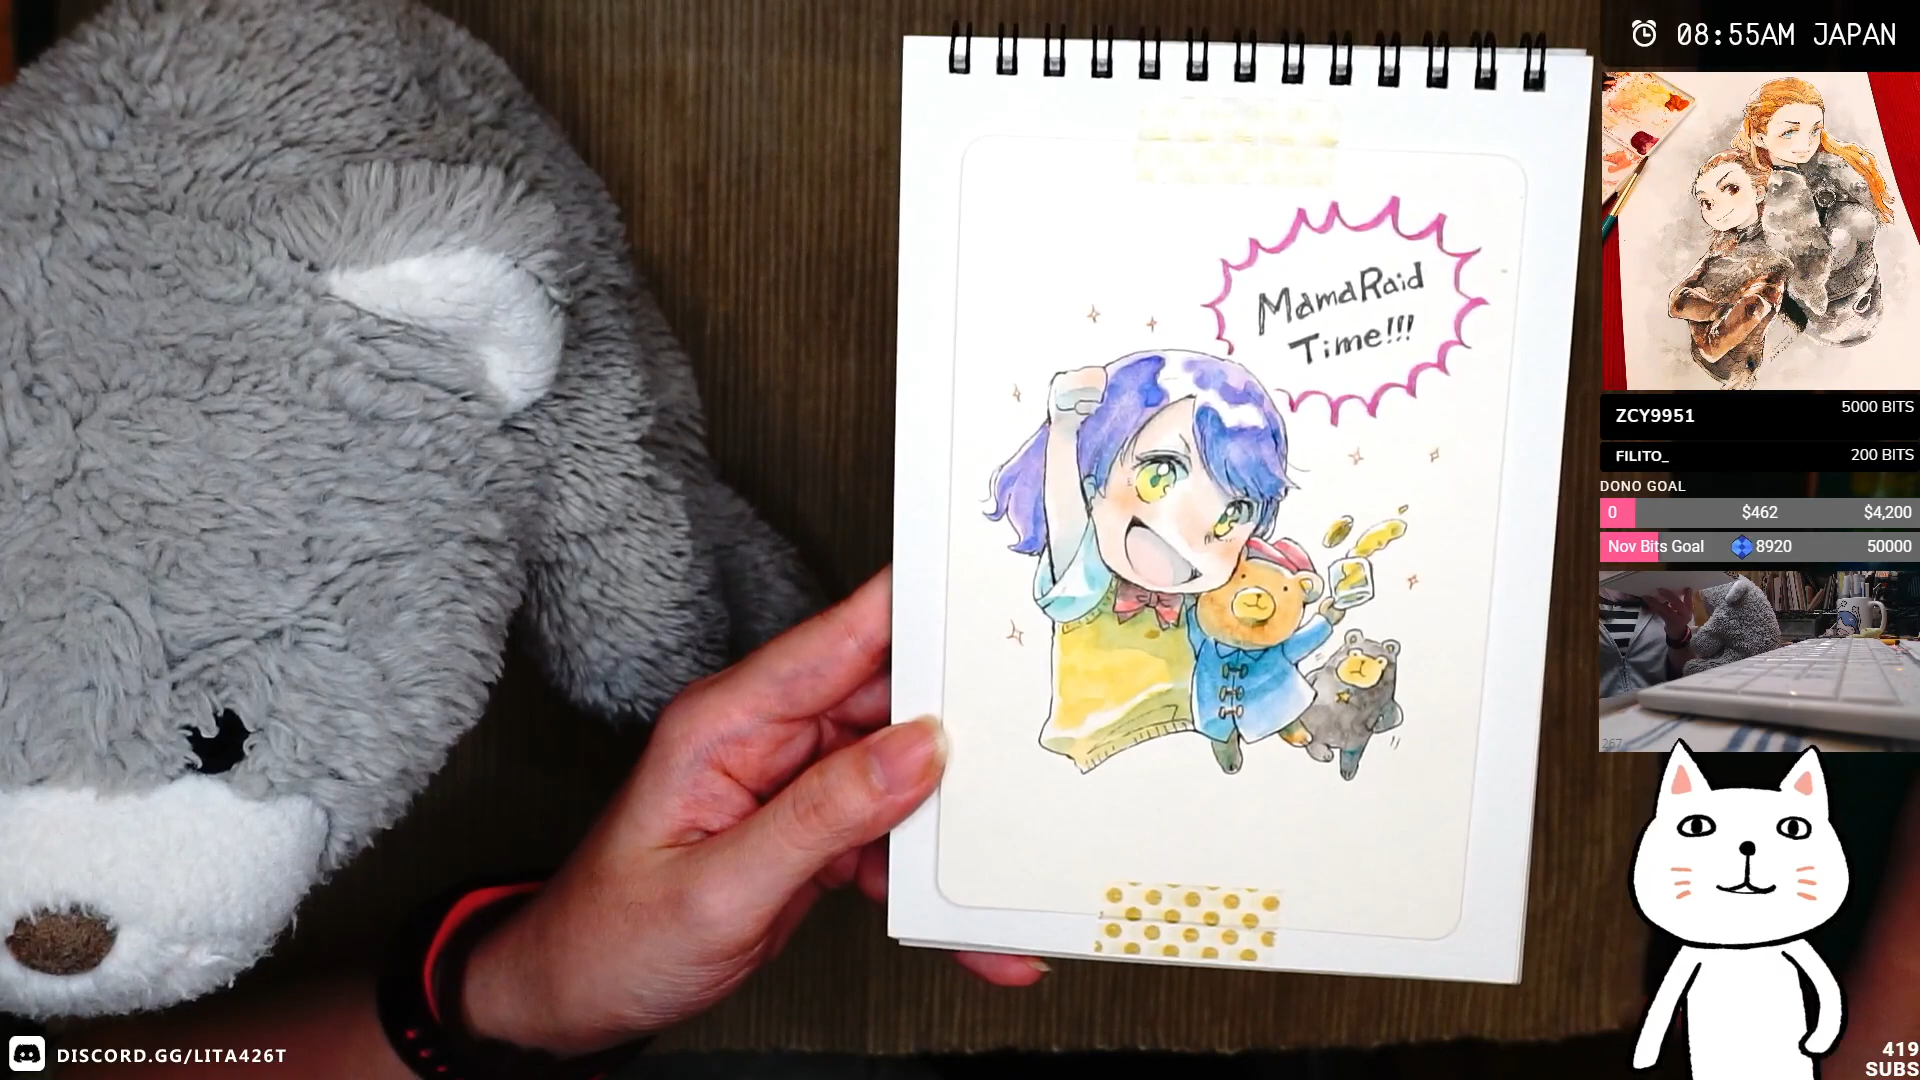 08:55AM JAPAN
MamaRaid
Time!!!
ZCY9951
5000 BITS
FILITO_
200 BITS
DONO GOAL
0
$462
$4,200
Nov Bits Goal
8920
50000
267
DISCORD.GG/LITA426T
419
SUBS